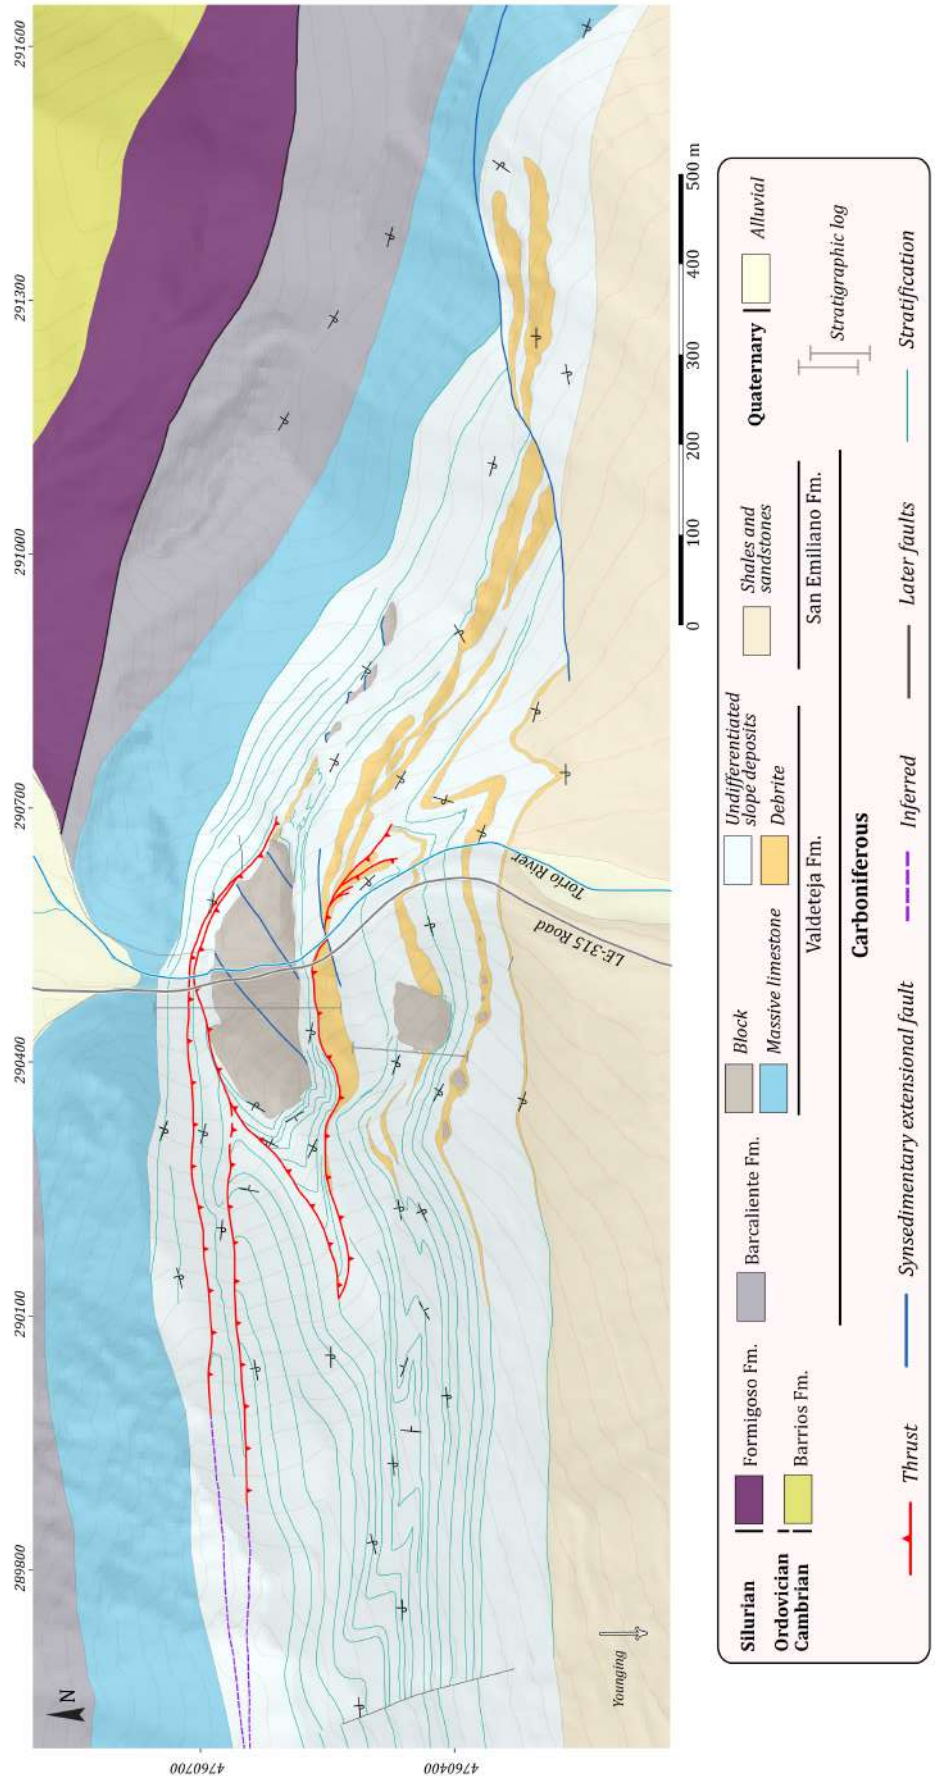 289800
290100
290400
290700
291000
291300
291600
4760700
4760400
N
Younging
LE-315 Road
Torío River
0
100
200
300
400
500 m
Silurian
Formigoso Fm.
Ordovician
Cambrian
Barrios Fm.
Barcaliente Fm.
Block
Massive limestone
Undifferentiated
slope deposits
Debrite
Valdeteja Fm.
Shales and
sandstones
San Emiliano Fm.
Carboniferous
Quaternary
Alluvial
Stratigraphic log
Thrust
Synsedimentary extensional fault
Inferred
Later faults
Stratification